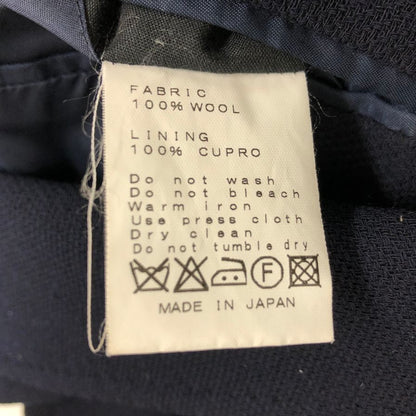 FABRIC
100% WOOL
LINING
100% CUPRO
Do not wash
Do not bleach
Warm iron
Use press cloth
Dry clean
Do not tumble dry
F
MADE IN JAPAN